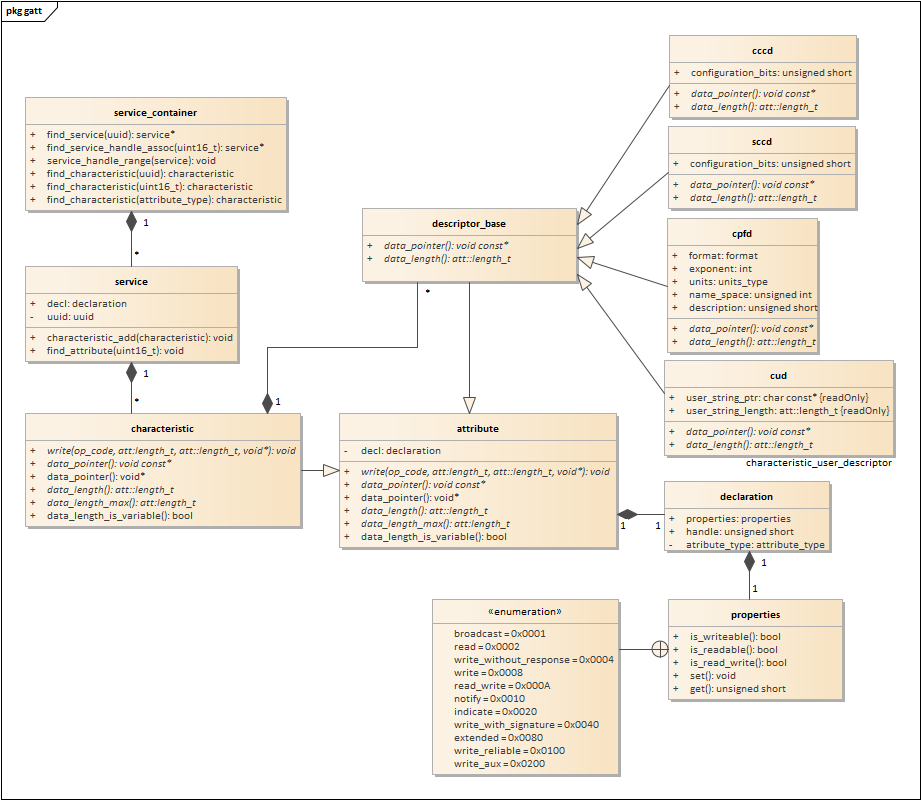 pkg gatt
service_container
+ find_service(uuid): service*
+ find_service_handle_assoc(uint16_t): service*
+ service_handle_range(service): void
+ find_characteristic(uuid): characteristic
+ find_characteristic(uint16_t): characteristic
+ find_characteristic(attribute_type): characteristic
1
*
service
+ decl: declaration
- uuid: uuid
+ characteristic_add(characteristic): void
+ find_attribute(uint16_t): void
1
*
characteristic
+ write(op_code, att:length_t, att::length_t, void*): void
+ data_pointer(): void const*
+ data_pointer(): void*
+ data_length(): att::length_t
+ data_length_max(): att:length_t
+ data_length_is_variable(): bool
descriptor_base
+ data_pointer(): void const*
+ data_length(): att::length_t
*
1
attribute
- decl: declaration
+ write(op_code, att:length_t, att::length_t, void*): void
+ data_pointer(): void const*
+ data_pointer(): void*
+ data_length(): att::length_t
+ data_length_max(): att:length_t
+ data_length_is_variable(): bool
cccd
+ configuration_bits: unsigned short
+ data_pointer(): void const*
+ data_length(): att::length_t
sccd
+ configuration_bits: unsigned short
+ data_pointer(): void const*
+ data_length(): att::length_t
cpfd
+ format: format
+ exponent: int
+ units: units_type
+ name_space: unsigned int
+ description: unsigned short
+ data_pointer(): void const*
+ data_length(): att::length_t
cud
+ user_string_ptr: char const* {readOnly}
+ user_string_length: att::length_t {readOnly}
+ data_pointer(): void const*
+ data_length(): att::length_t
characteristic_user_descriptor
1 1
declaration
+ properties: properties
+ handle: unsigned short
- atribute_type: attribute_type
1
1
properties
+ is_writeable(): bool
+ is_readable(): bool
+ is_read_write(): bool
+ set(): void
+ get(): unsigned short
«enumeration»
broadcast = 0x0001
read = 0x0002
write_without_response = 0x0004
write = 0x0008
read_write = 0x000A
notify = 0x0010
indicate = 0x0020
write_with_signature = 0x0040
extended = 0x0080
write_reliable = 0x0100
write_aux = 0x0200